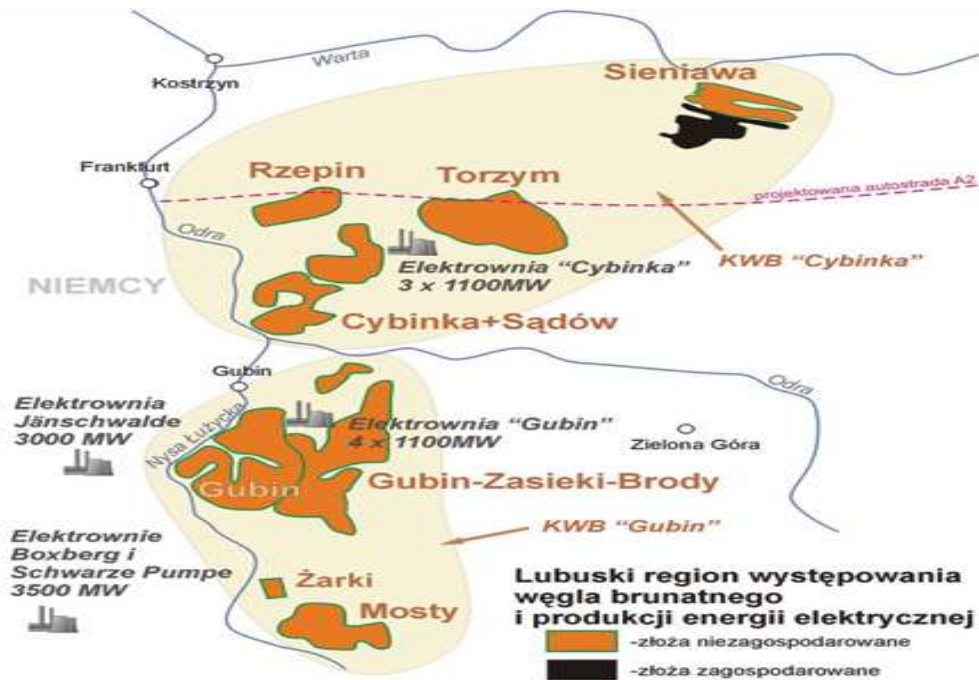 Warta
Kostrzyn
Sieniawa
Frankfurt
Rzepin
Torzym
projektowana autostrada A2
Odra
Elektrownia “Cybinka”
3 x 1100MW
KWB “Cybinka”
NIEMCY
Cybinka+Sądów
Gubin
Odra
Elektrownia
Jänschwalde
3000 MW
Nysa Łużycka
Elektrownia “Gubin”
4 x 1100MW
Zielona Góra
Gubin
Gubin-Zasieki-Brody
KWB “Gubin”
Elektrownie
Boxberg i
Schwarze Pumpe
3500 MW
Żarki
Mosty
Lubuski region występowania
węgla brunatnego
i produkcji energii elektrycznej
-złoża niezagospodarowane
-złoża zagospodarowane